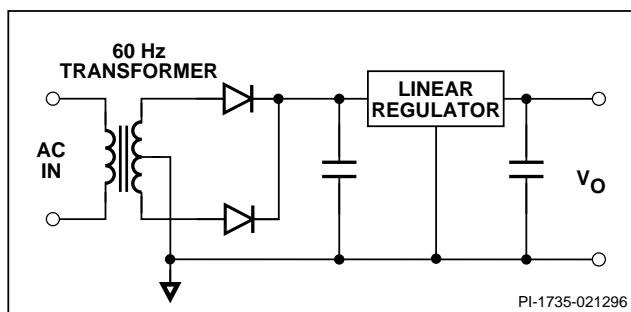 60 Hz
TRANSFORMER
LINEAR
REGULATOR
AC
IN
VO
PI-1735-021296